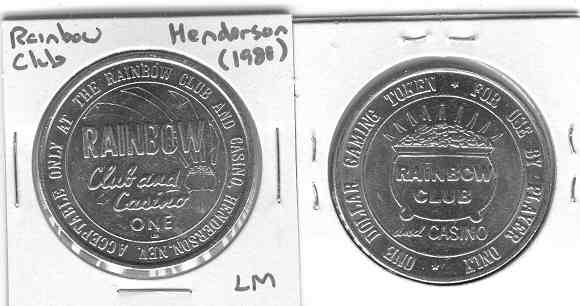 Rainbow
Club
Henderson
(1988)
ACCEPTABLE ONLY AT THE RAINBOW CLUB AND CASINO, HENDERSON, NEV.
RAINBOW
Club and
Casino
ONE
LM
ONE DOLLAR GAMING TOKEN * FOR USE BY PLAYER ONLY *
RAINBOW
CLUB
and CASINO